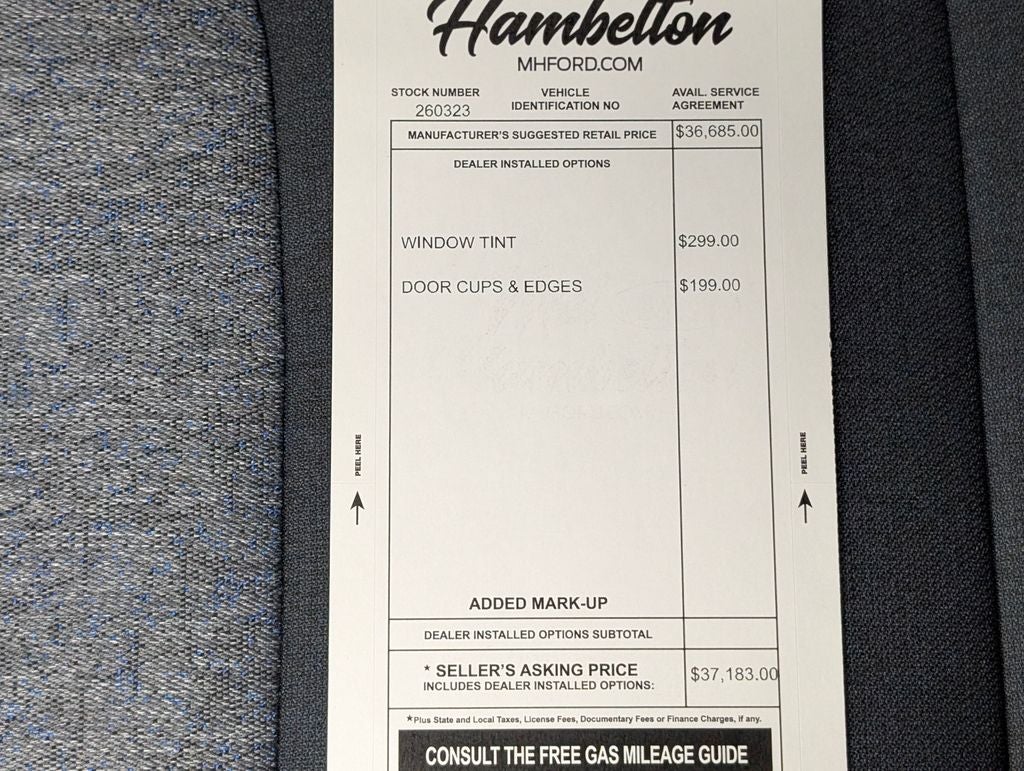 Hambelton
MHFORD.COM
STOCK NUMBER
260323
VEHICLE
IDENTIFICATION NO
AVAIL. SERVICE
AGREEMENT
MANUFACTURER'S SUGGESTED RETAIL PRICE $36,685.00
DEALER INSTALLED OPTIONS
WINDOW TINT $299.00
DOOR CUPS & EDGES $199.00
PEEL HERE
PEEL HERE
ADDED MARK-UP
DEALER INSTALLED OPTIONS SUBTOTAL
* SELLER'S ASKING PRICE $37,183.00
INCLUDES DEALER INSTALLED OPTIONS:
*Plus State and Local Taxes, License Fees, Documentary Fees or Finance Charges, if any.
CONSULT THE FREE GAS MILEAGE GUIDE